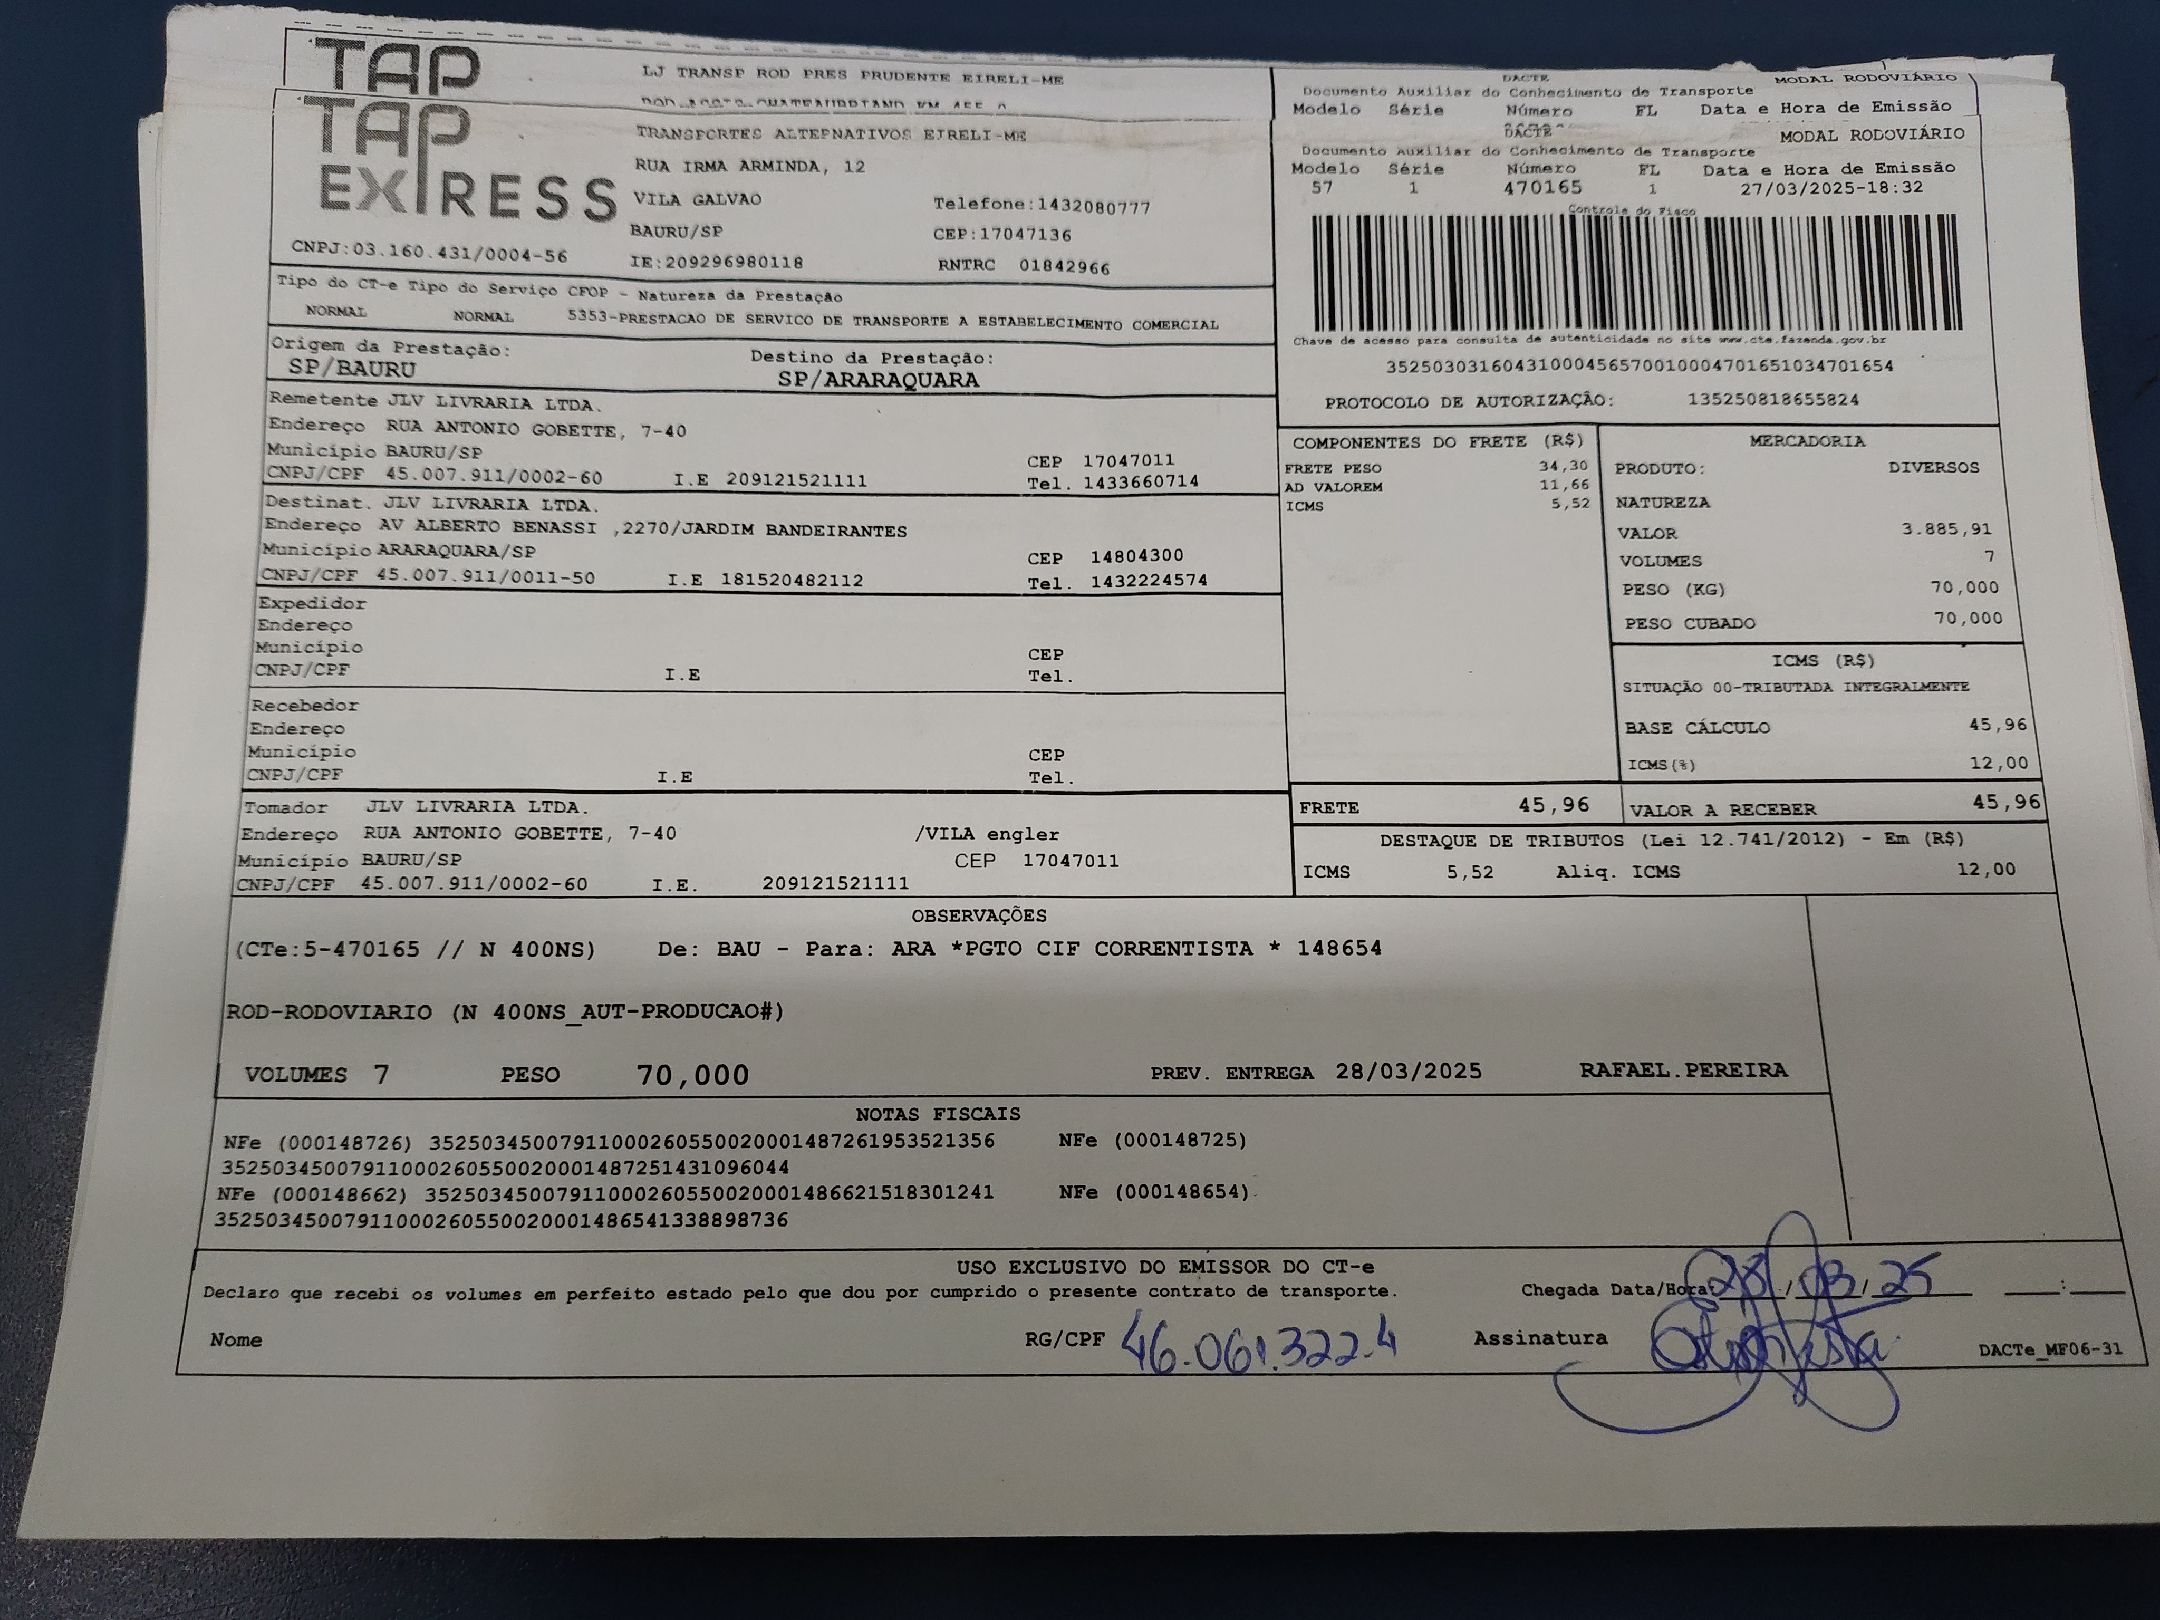 TAP
LJ TRANSP ROD PRES PRUDENTE EIRELI-ME
DACTE
MODAL RODOVIÁRIO
Documento Auxiliar do Conhecimento de Transporte
Modelo Série Número FL Data e Hora de Emissão
TAP
EXPRESS
CNPJ:03.160.431/0004-56
TRANSPORTES ALTERNATIVOS EIRELI-ME
RUA IRMA ARMINDA, 12
VILA GALVAO Telefone:1432080777
BAURU/SP CEP:17047136
IE:209296980118 RNTRC 01842966
DACTE
MODAL RODOVIÁRIO
Documento Auxiliar do Conhecimento de Transporte
Modelo Série Número FL Data e Hora de Emissão
57 1 470165 1 27/03/2025-18:32
Controle do Fisco
Chave de acesso para consulta de autenticidade no site www.cte.fazenda.gov.br
35250303160431000456570010004701651034701654
PROTOCOLO DE AUTORIZAÇÃO: 135250818655824
Tipo do CT-e Tipo do Serviço CFOP - Natureza da Prestação
NORMAL NORMAL 5353-PRESTACAO DE SERVICO DE TRANSPORTE A ESTABELECIMENTO COMERCIAL
Origem da Prestação: Destino da Prestação:
SP/BAURU SP/ARARAQUARA
Remetente JLV LIVRARIA LTDA.
Endereço RUA ANTONIO GOBETTE, 7-40
Município BAURU/SP CEP 17047011
CNPJ/CPF 45.007.911/0002-60 I.E 209121521111 Tel. 1433660714
Destinat. JLV LIVRARIA LTDA.
Endereço AV ALBERTO BENASSI ,2270/JARDIM BANDEIRANTES
Município ARARAQUARA/SP CEP 14804300
CNPJ/CPF 45.007.911/0011-50 I.E 181520482112 Tel. 1432224574
Expedidor
Endereço
Município CEP
CNPJ/CPF I.E Tel.
Recebedor
Endereço
Município CEP
CNPJ/CPF I.E Tel.
Tomador JLV LIVRARIA LTDA.
Endereço RUA ANTONIO GOBETTE, 7-40 /VILA engler
Município BAURU/SP CEP 17047011
CNPJ/CPF 45.007.911/0002-60 I.E. 209121521111
COMPONENTES DO FRETE (R$)
FRETE PESO 34,30
AD VALOREM 11,66
ICMS 5,52
MERCADORIA
PRODUTO: DIVERSOS
NATUREZA
VALOR 3.885,91
VOLUMES 7
PESO (KG) 70,000
PESO CUBADO 70,000
ICMS (R$)
SITUAÇÃO 00-TRIBUTADA INTEGRALMENTE
BASE CÁLCULO 45,96
ICMS(%) 12,00
FRETE 45,96 VALOR A RECEBER 45,96
DESTAQUE DE TRIBUTOS (Lei 12.741/2012) - Em (R$)
ICMS 5,52 Aliq. ICMS 12,00
OBSERVAÇÕES
(CTe:5-470165 // N 400NS) De: BAU - Para: ARA *PGTO CIF CORRENTISTA * 148654
ROD-RODOVIARIO (N 400NS_AUT-PRODUCAO#)
VOLUMES 7 PESO 70,000 PREV. ENTREGA 28/03/2025 RAFAEL.PEREIRA
NOTAS FISCAIS
NFe (000148726) 35250345007911000260550020001487261953521356 NFe (000148725)
35250345007911000260550020001487251431096044
NFe (000148662) 35250345007911000260550020001486621518301241 NFe (000148654)
35250345007911000260550020001486541338898736
USO EXCLUSIVO DO EMISSOR DO CT-e
Declaro que recebi os volumes em perfeito estado pelo que dou por cumprido o presente contrato de transporte. Chegada Data/Hora: 28/03/25 :
Nome RG/CPF 46.061.322.4 Assinatura DACTe_MF06-31